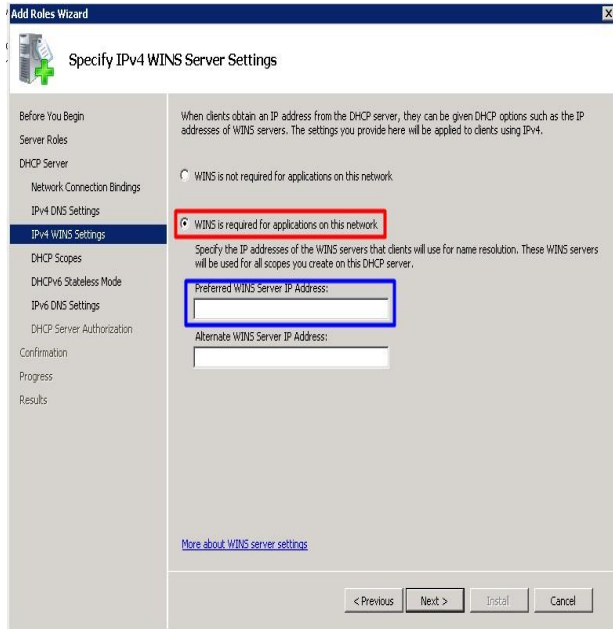 Add Roles Wizard
Specify IPv4 WINS Server Settings
Before You Begin
Server Roles
DHCP Server
Network Connection Bindings
IPv4 DNS Settings
IPv4 WINS Settings
DHCP Scopes
DHCPv6 Stateless Mode
IPv6 DNS Settings
DHCP Server Authorization
Confirmation
Progress
Results
When clients obtain an IP address from the DHCP server, they can be given DHCP options such as the IP
addresses of WINS servers. The settings you provide here will be applied to clients using IPv4.
WINS is not required for applications on this network
WINS is required for applications on this network
Specify the IP addresses of the WINS servers that clients will use for name resolution. These WINS servers
will be used for all scopes you create on this DHCP server.
Preferred WINS Server IP Address:
Alternate WINS Server IP Address:
More about WINS server settings
< Previous
Next >
Install
Cancel